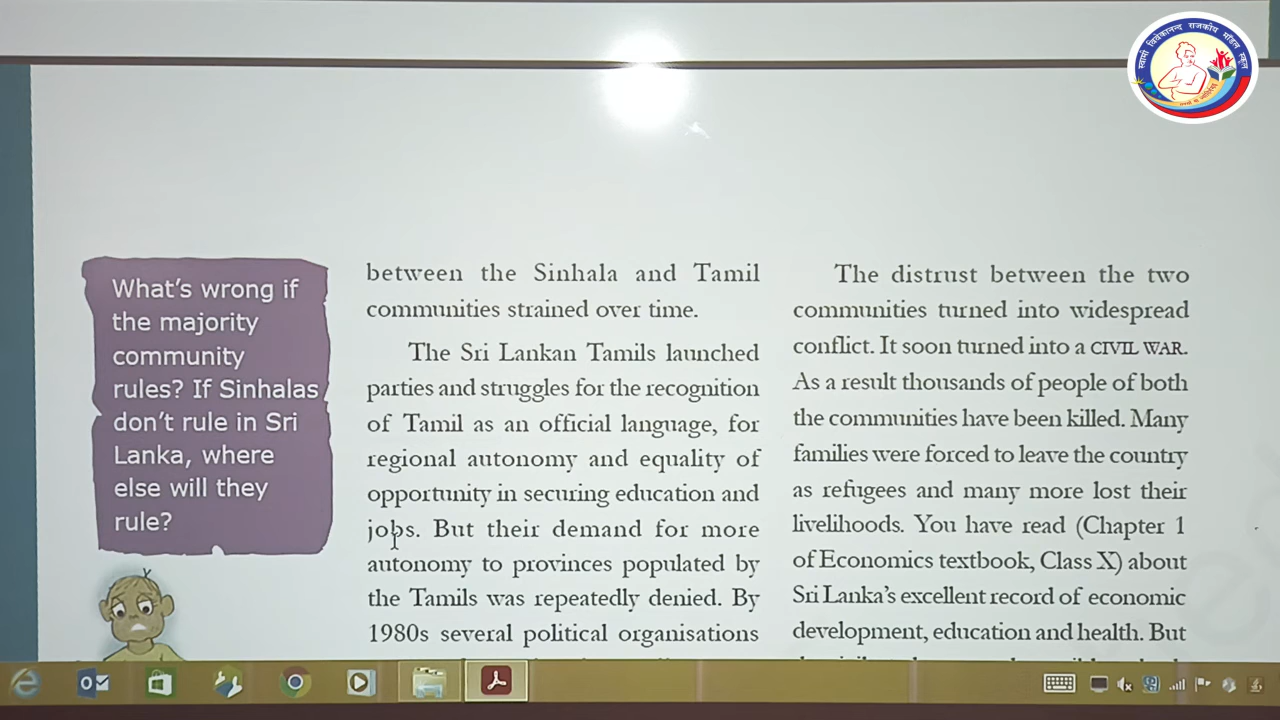 स्वामी विवेकानन्द राजकीय मॉडल स्कूल
What's wrong if
the majority
community
rules? If Sinhalas
don't rule in Sri
Lanka, where
else will they
rule?
between the Sinhala and Tamil
communities strained over time.
The Sri Lankan Tamils launched
parties and struggles for the recognition
of Tamil as an official language, for
regional autonomy and equality of
opportunity in securing education and
jobs. But their demand for more
autonomy to provinces populated by
the Tamils was repeatedly denied. By
1980s several political organisations
The distrust between the two
communities turned into widespread
conflict. It soon turned into a CIVIL WAR.
As a result thousands of people of both
the communities have been killed. Many
families were forced to leave the country
as refugees and many more lost their
livelihoods. You have read (Chapter 1
of Economics textbook, Class X) about
Sri Lanka's excellent record of economic
development, education and health. But